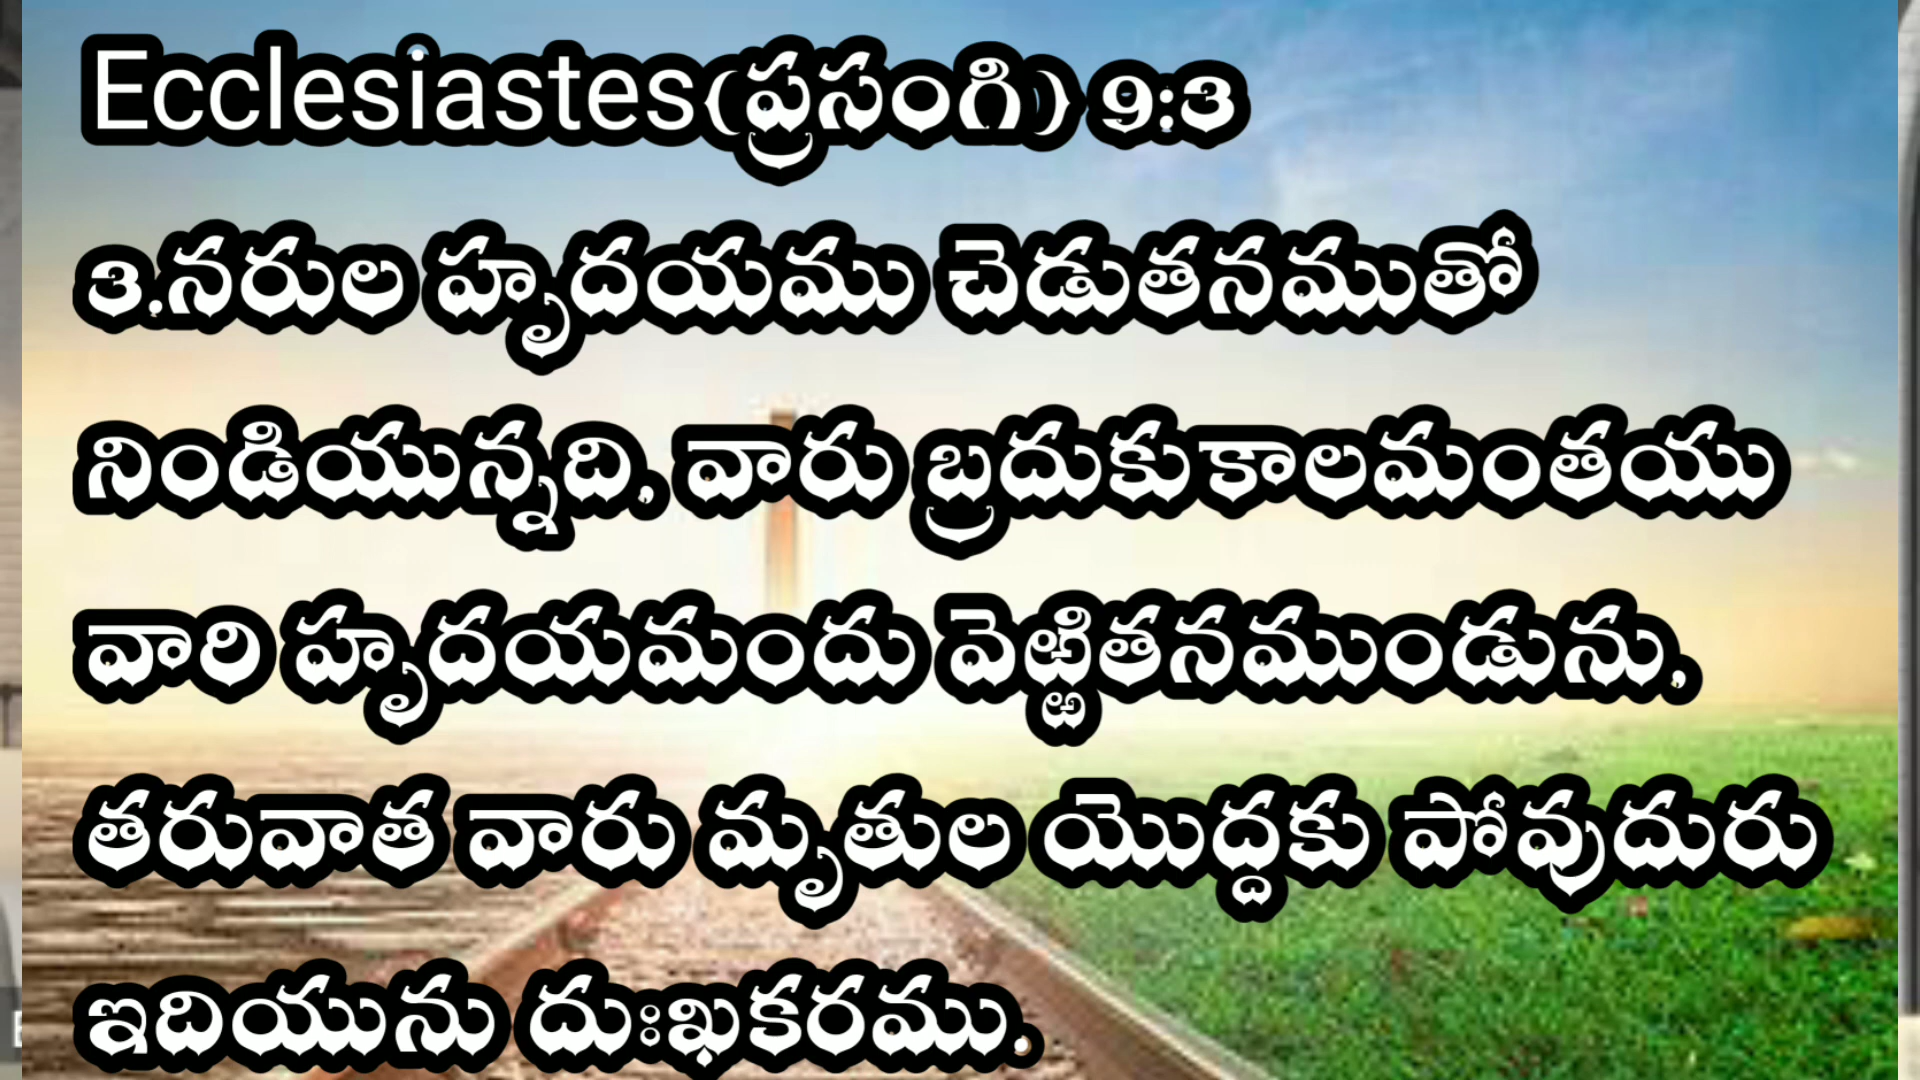 Ecclesiastes(ప్రసంగి) 9:3
3.నరుల హృదయము చెడుతనముతో
నిండియున్నది, వారు బ్రదుకుకాలమంతయు
వారి హృదయమందు వెఱ్ఱితనముండును,
తరువాత వారు మృతుల యొద్దకు పోవుదురు
ఇదియును దుఃఖకరము.